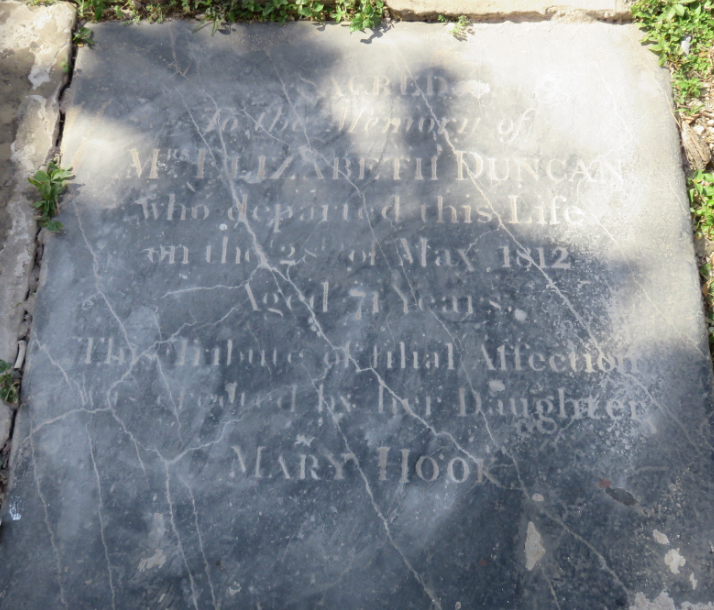 SACRED
To the Memory of
Mrs ELIZABETH DUNCAN
who departed this Life
on the 28th of May 1812
Aged 71 Years.
This Tribute of filial Affection
was erected by her Daughter
MARY HOOK